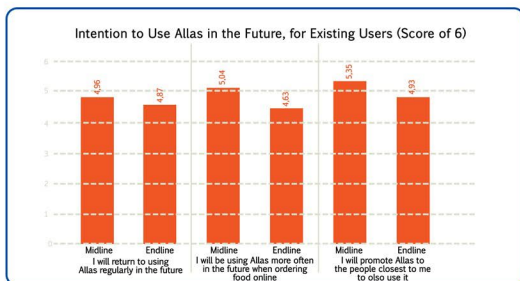 Intention to Use Allas in the Future, for Existing Users (Score of 6)
6
5
4
3
2
1
0
4,96
4,87
5,04
4,63
5,35
4,93
Midline Endline Midline Endline Midline Endline
I will return to using
Allas regularly in the future
I will be using Allas more often
in the future when ordering
food online
I will promote Allas to
the people closest to me
to olso use it